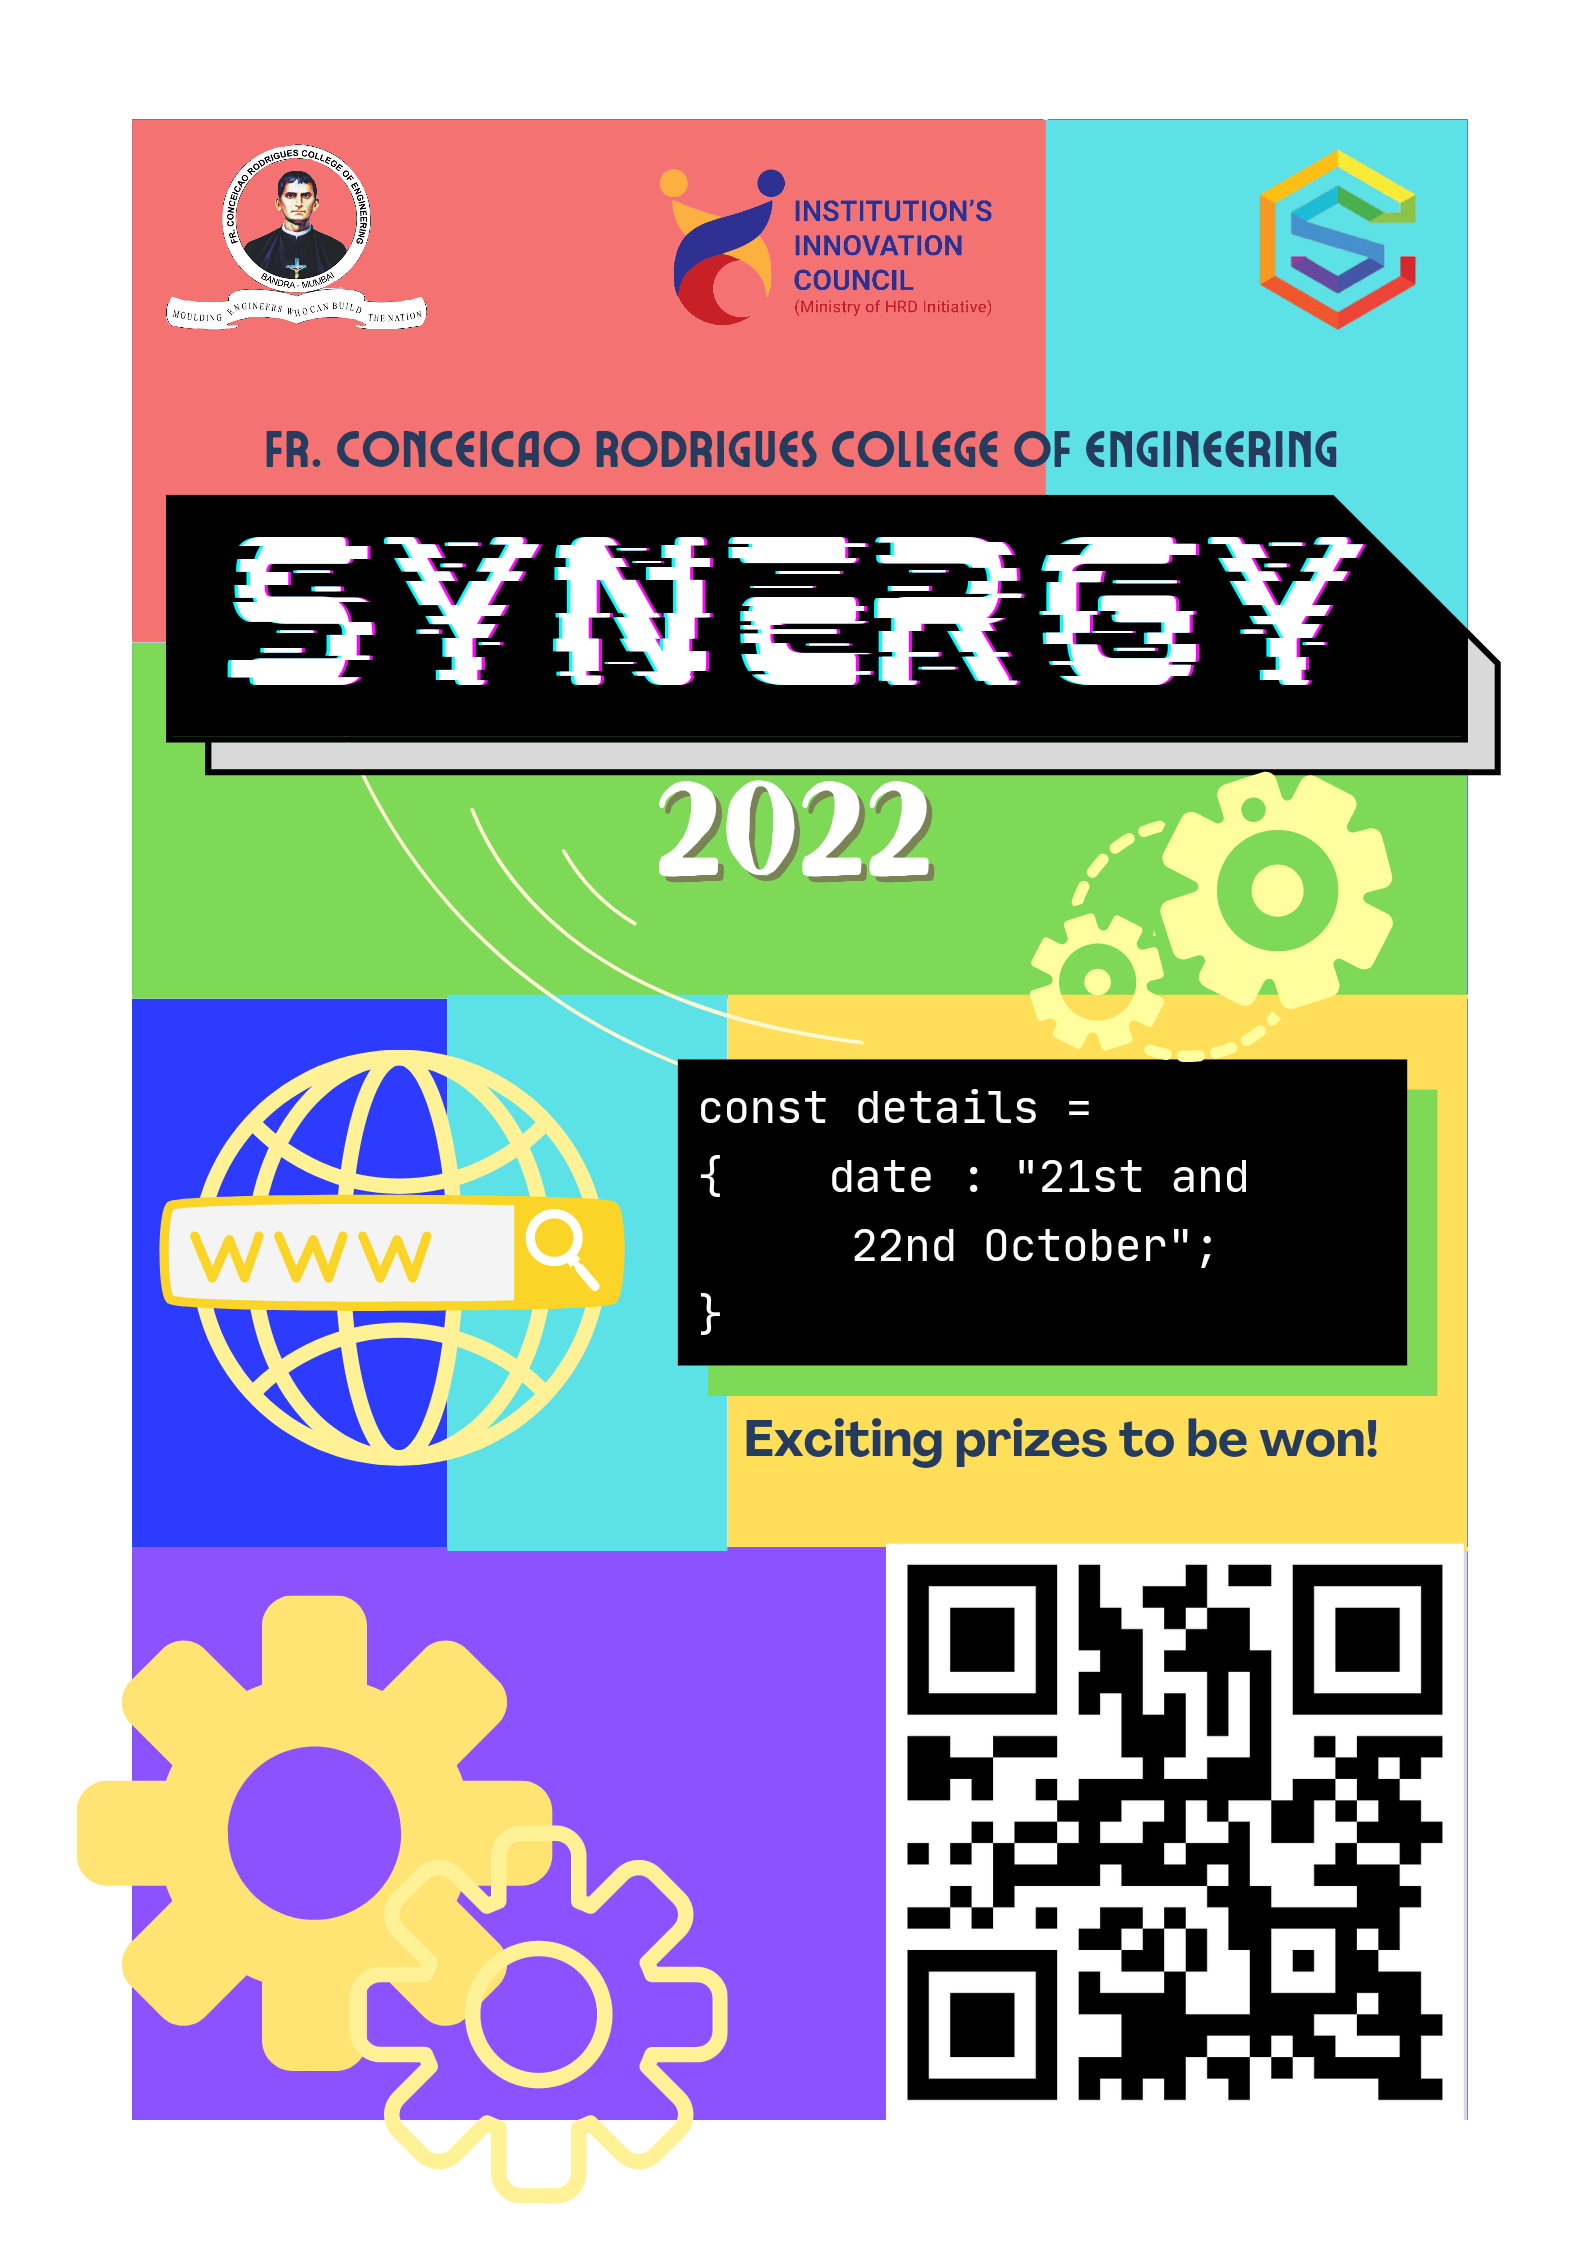 FR. CONCEICAO RODRIGUES COLLEGE OF ENGINEERING
BANDRA - MUMBAI
MOULDING ENGINEERS WHO CAN BUILD THE NATION
INSTITUTION'S
INNOVATION
COUNCIL
(Ministry of HRD Initiative)
FR. CONCEICAO RODRIGUES COLLEGE OF ENGINEERING
SYNERGY
2022
WWW
const details =
{ date : "21st and
22nd October";
}
Exciting prizes to be won!